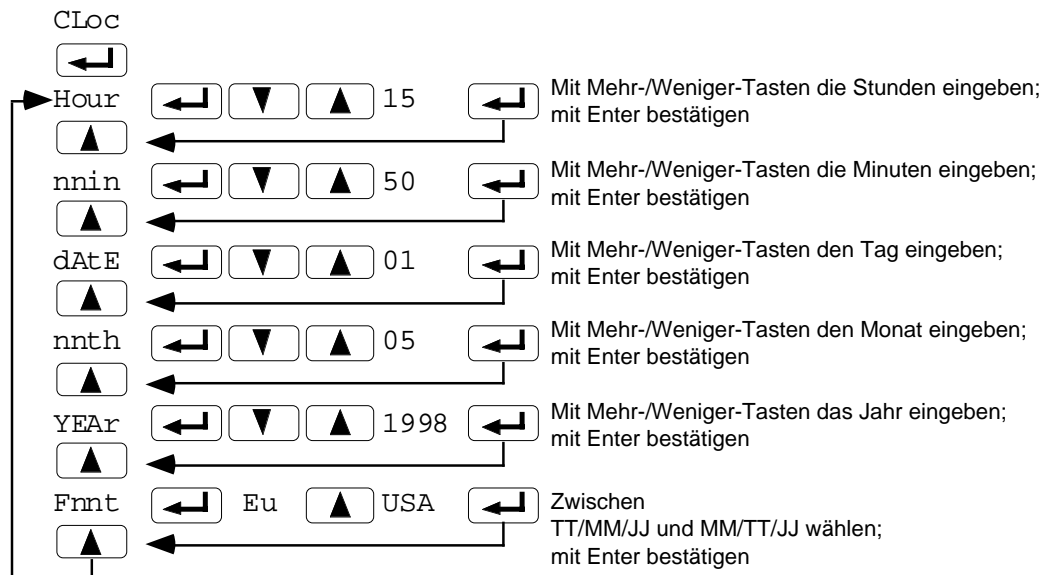 CLoc
Hour 15 Mit Mehr-/Weniger-Tasten die Stunden eingeben;
mit Enter bestätigen
nnin 50 Mit Mehr-/Weniger-Tasten die Minuten eingeben;
mit Enter bestätigen
dAtE 01 Mit Mehr-/Weniger-Tasten den Tag eingeben;
mit Enter bestätigen
nnth 05 Mit Mehr-/Weniger-Tasten den Monat eingeben;
mit Enter bestätigen
YEAr 1998 Mit Mehr-/Weniger-Tasten das Jahr eingeben;
mit Enter bestätigen
Fnnt Eu USA Zwischen
TT/MM/JJ und MM/TT/JJ wählen;
mit Enter bestätigen